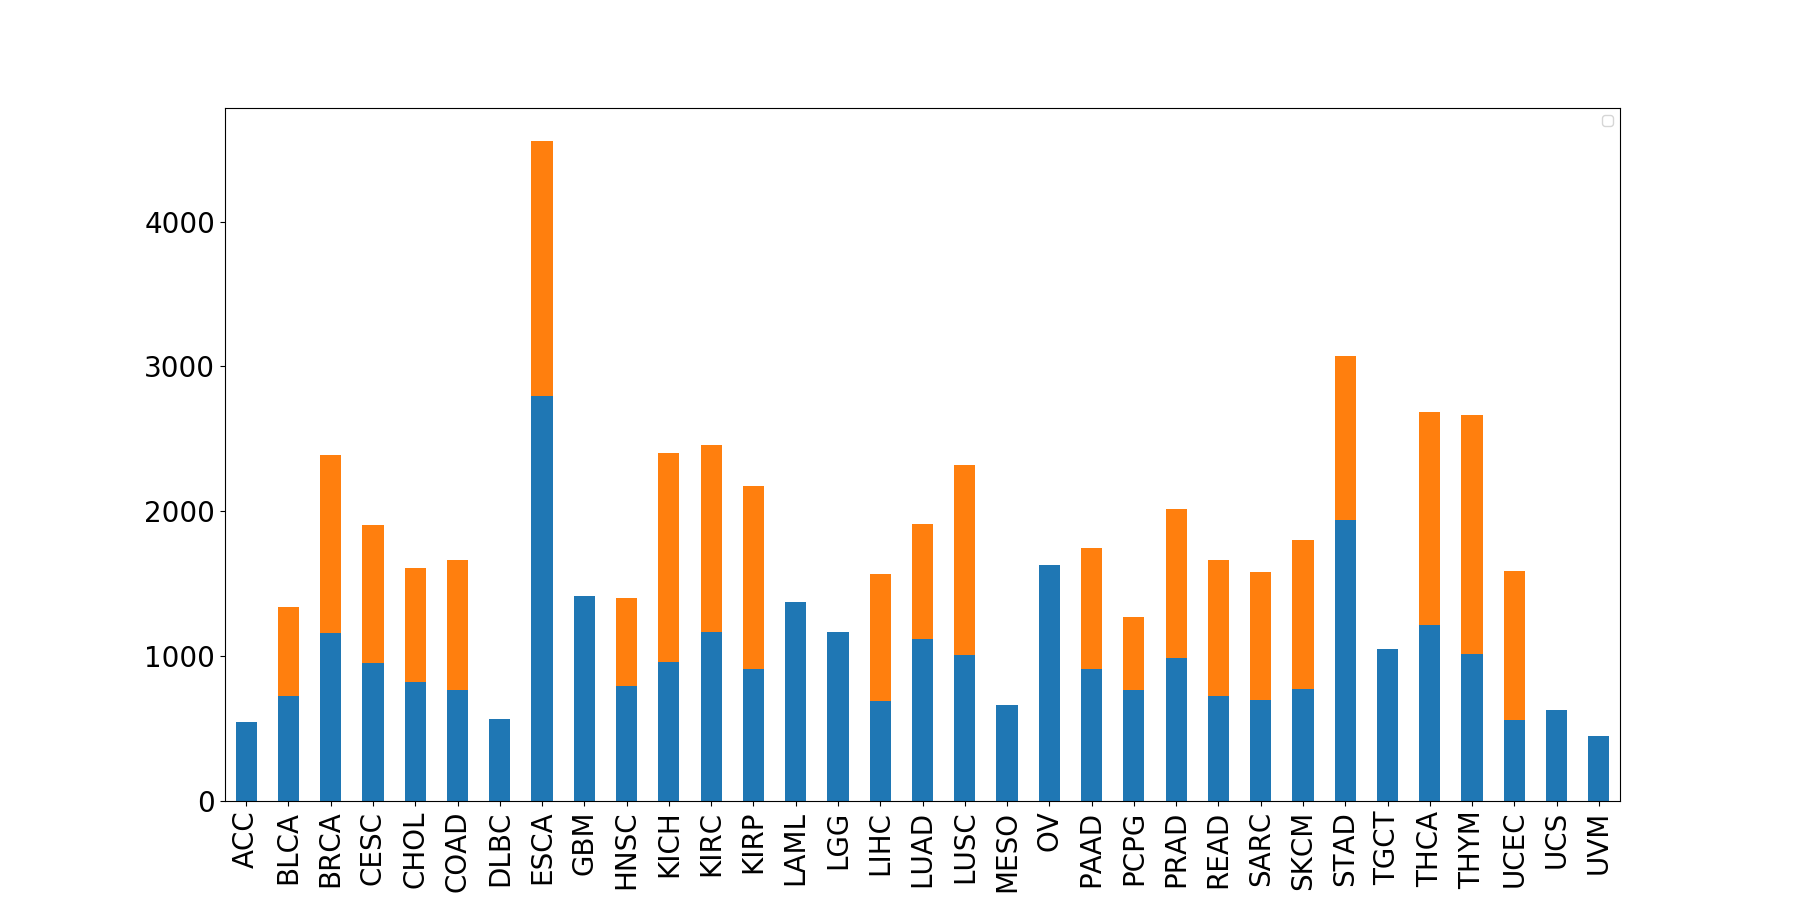 4000
3000
2000
1000
0
ACC
BLCA
BRCA
CESC
CHOL
COAD
DLBC
ESCA
GBM
HNSC
KICH
KIRC
KIRP
LAML
LGG
LIHC
LUAD
LUSC
MESO
OV
PAAD
PCPG
PRAD
READ
SARC
SKCM
STAD
TGCT
THCA
THYM
UCEC
UCS
UVM